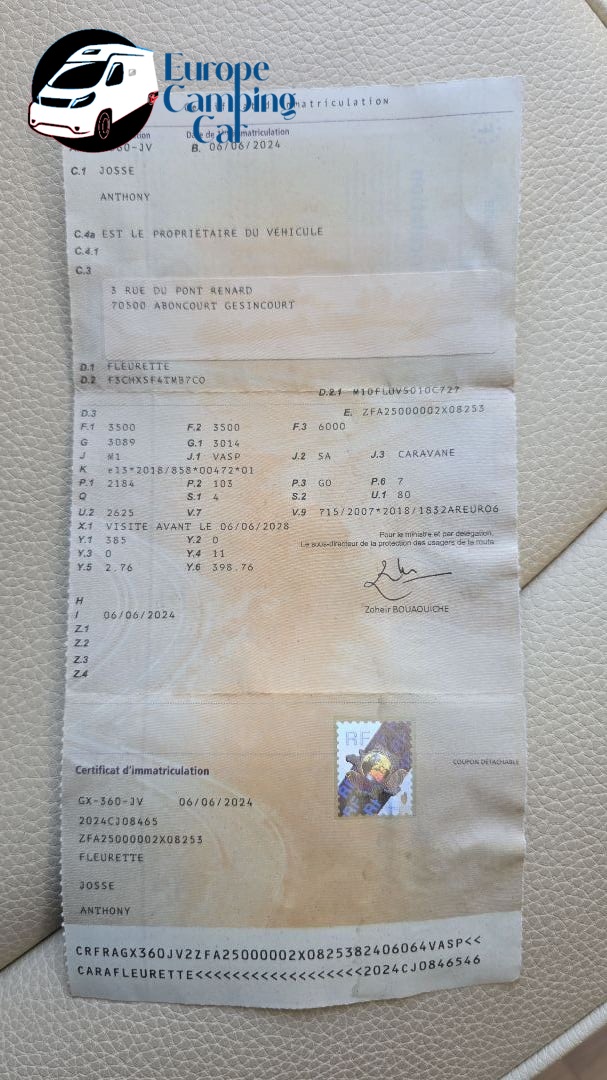 Europe
Camping
Car
immatriculation
Date de 1ère immatriculation
60-JV B. 06/06/2024
C.1 JOSSE
ANTHONY
C.4a EST LE PROPRIETAIRE DU VEHICULE
C.4.1
C.3
3 RUE DU PONT RENARD
70500 ABONCOURT GESINCOURT
D.1 FLEURETTE
D.2 F3CHX5F4TMB7CO
D.2.1 M10FLUVS010C727
D.3 E. ZFA25000002X08253
F.1 3500 F.2 3500 F.3 6000
G 3089 G.1 3014
J M1 J.1 VASP J.2 SA J.3 CARAVANE
K e13*2018/858*00472*01
P.1 2184 P.2 103 P.3 GO P.6 7
Q S.1 4 S.2 U.1 80
U.2 2625 V.7 V.9 715/2007*2018/1832AREURO6
X.1 VISITE AVANT LE 06/06/2028
Y.1 385 Y.2 0
Y.3 0 Y.4 11
Y.5 2.76 Y.6 398.76
Pour le ministre et par délégation,
Le sous-directeur de la protection des usagers de la route
Zoheir BOUAOUICHE
H
I 06/06/2024
Z.1
Z.2
Z.3
Z.4
RF
COUPON DÉTACHABLE
Certificat d'immatriculation
GX-360-JV 06/06/2024
2024CJ08465
ZFA25000002X08253
FLEURETTE
JOSSE
ANTHONY
CRFRAGX360JV2ZFA25000002X0825382406064VASP<<
CARAFLEURETTE<<<<<<<<<<<<<<<<<<<2024CJ0846546